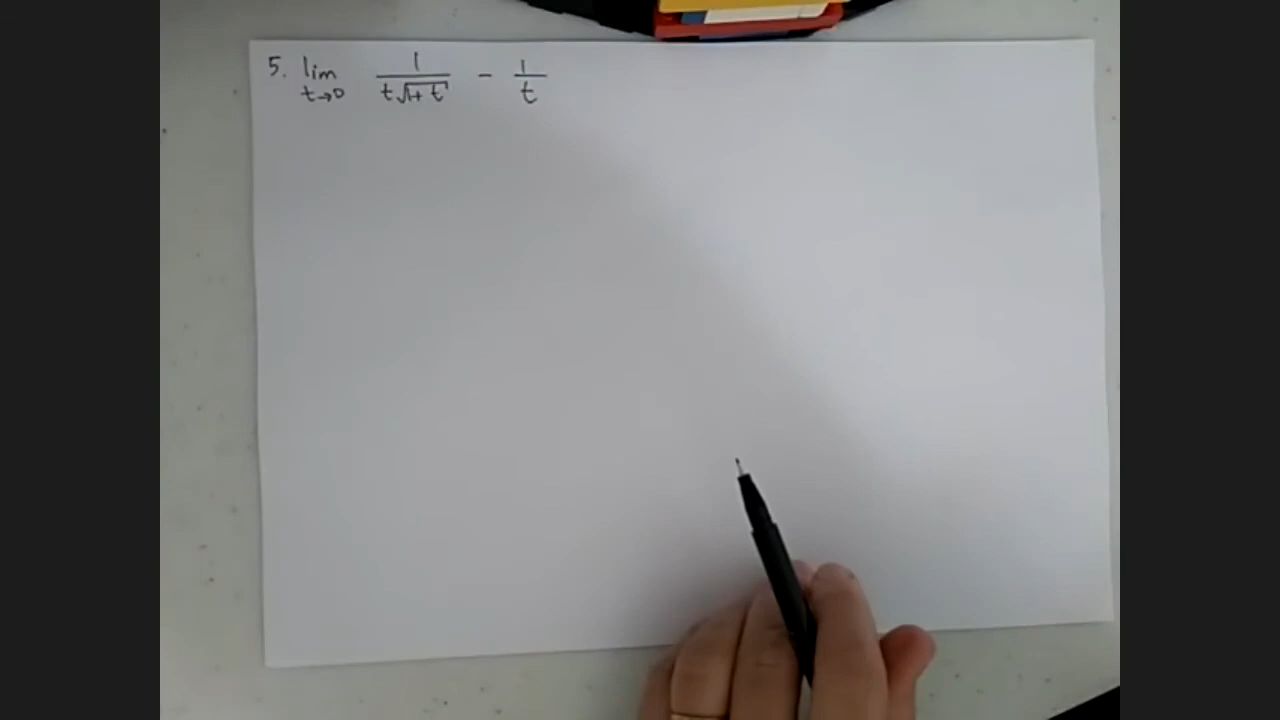 5. lim t→0 1/(t√(1+t)) - 1/t